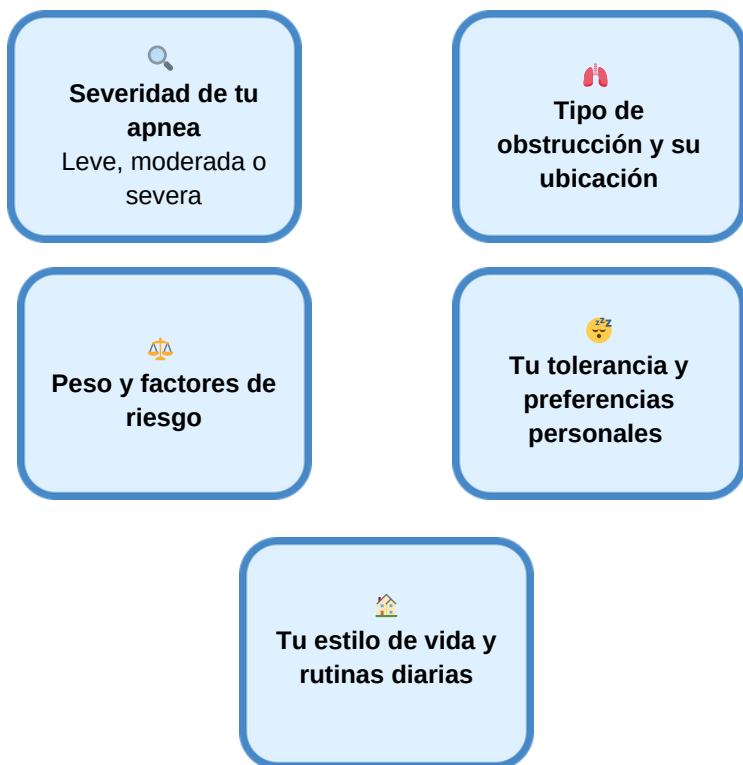 Severidad de tu
apnea
Leve, moderada o
severa
Tipo de
obstrucción y su
ubicación
Peso y factores de
riesgo
Tu tolerancia y
preferencias
personales
Tu estilo de vida y
rutinas diarias